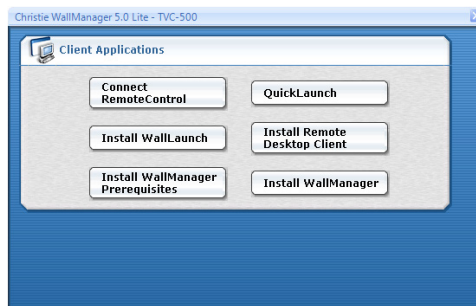 Christie WallManager 5.0 Lite - TVC-500
Client Applications
Connect
RemoteControl
QuickLaunch
Install WallLaunch
Install Remote
Desktop Client
Install WallManager
Prerequisites
Install WallManager